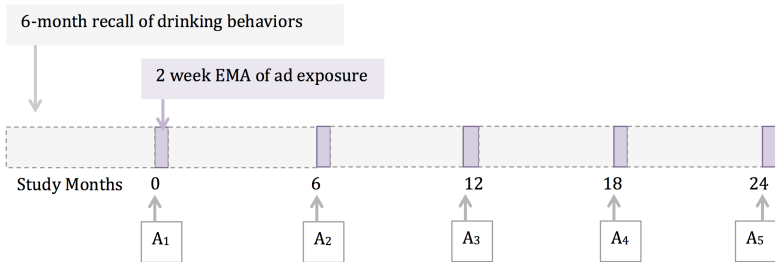 6-month recall of drinking behaviors
2 week EMA of ad exposure
Study Months 0 6 12 18 24
A1 A2 A3 A4 A5